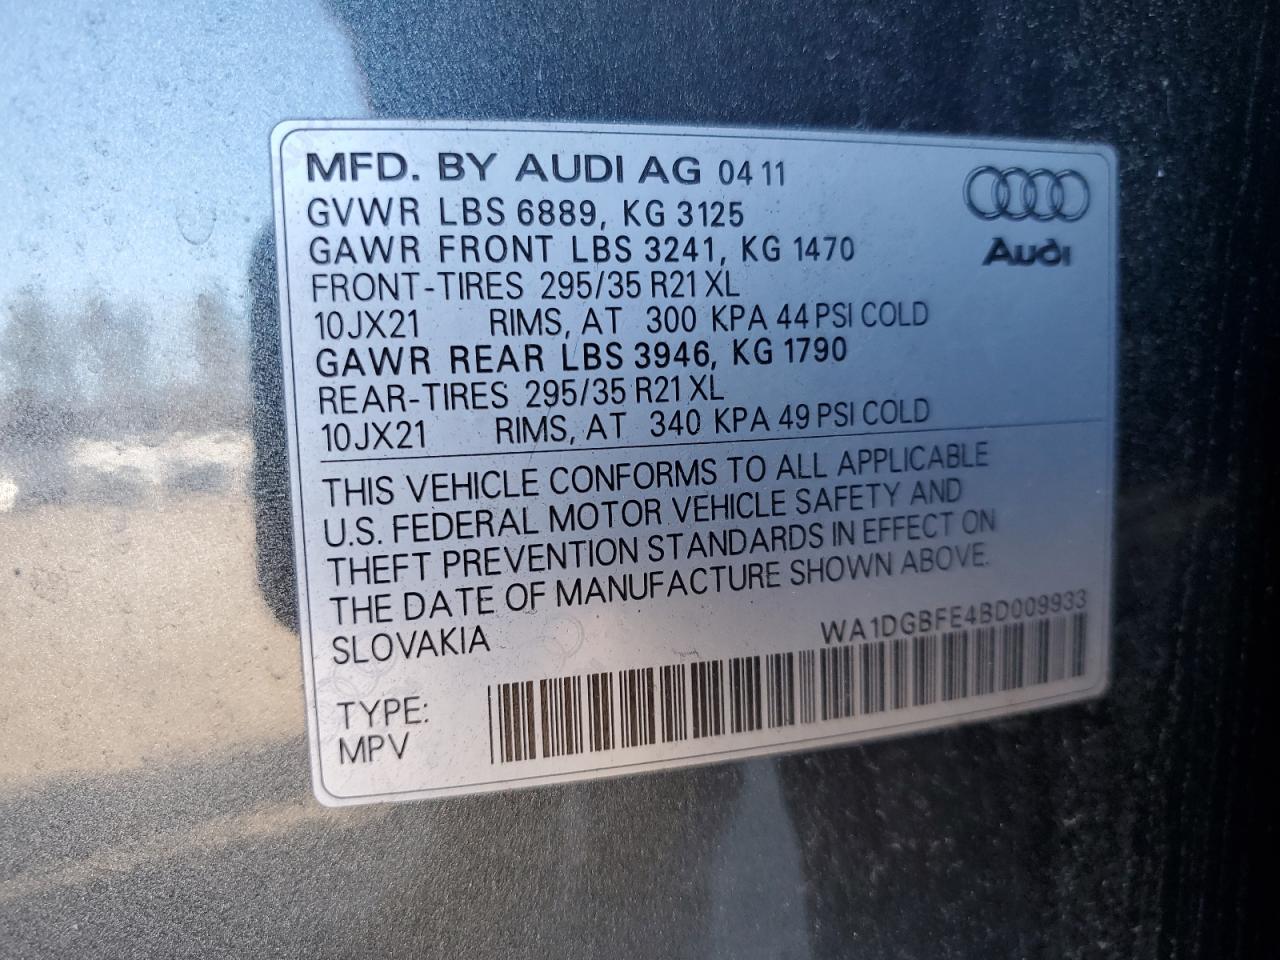 MFD. BY AUDI AG 04 11
GVWR LBS 6889, KG 3125
GAWR FRONT LBS 3241, KG 1470
FRONT-TIRES 295/35 R21 XL
10JX21 RIMS, AT 300 KPA 44 PSI COLD
GAWR REAR LBS 3946, KG 1790
REAR-TIRES 295/35 R21 XL
10JX21 RIMS, AT 340 KPA 49 PSI COLD
Audi
THIS VEHICLE CONFORMS TO ALL APPLICABLE
U.S. FEDERAL MOTOR VEHICLE SAFETY AND
THEFT PREVENTION STANDARDS IN EFFECT ON
THE DATE OF MANUFACTURE SHOWN ABOVE.
SLOVAKIA
WA1DGBFE4BD009933
TYPE:
MPV